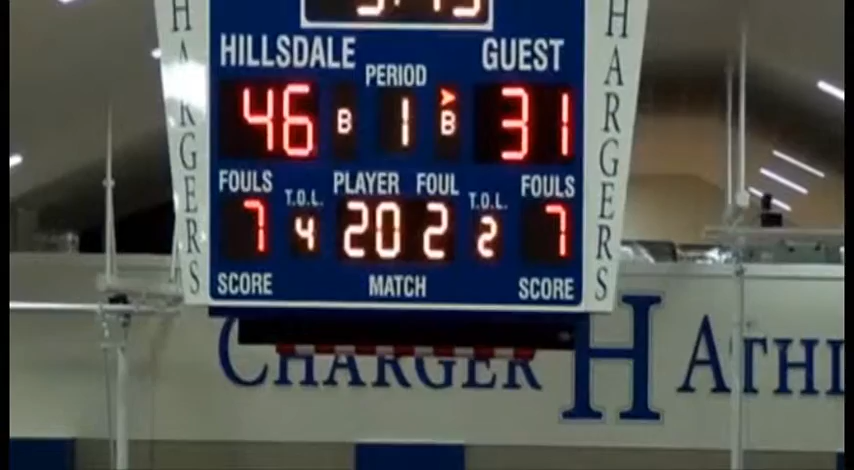 HILLSDALE GUEST
PERIOD
46 B 1 B 31
FOULS PLAYER FOUL FOULS
T.O.L. T.O.L.
7 4 20 2 2 7
SCORE MATCH SCORE
CHARGERS
CHARGERS
CHARGER H ATHL